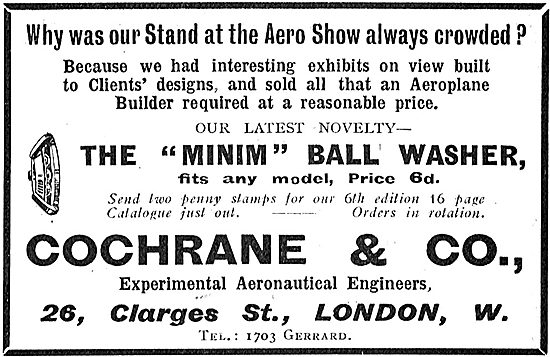 Why was our Stand at the Aero Show always crowded?
Because we had interesting exhibits on view built
to Clients' designs, and sold all that an Aeroplane
Builder required at a reasonable price.
OUR LATEST NOVELTY—
THE "MINIM" BALL WASHER,
fits any model, Price 6d.
Send two penny stamps for our 6th edition 16 page
Catalogue just out. ——— Orders in rotation.
COCHRANE & CO.,
Experimental Aeronautical Engineers,
26, Clarges St., LONDON, W.
TEL.: 1703 GERRARD.